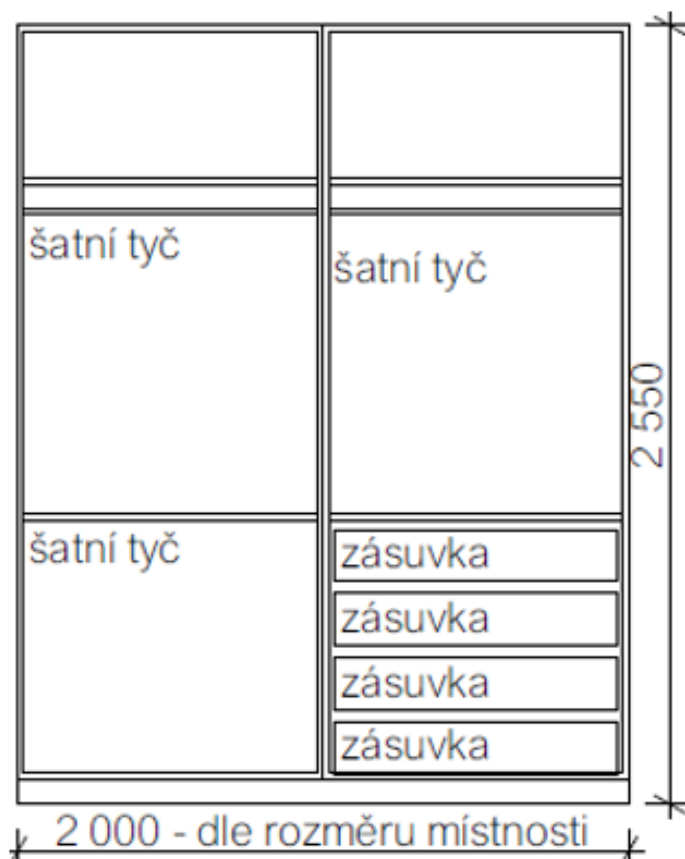 šatní tyč
šatní tyč
2 550
šatní tyč
zásuvka
zásuvka
zásuvka
zásuvka
2 000 - dle rozměru místnosti